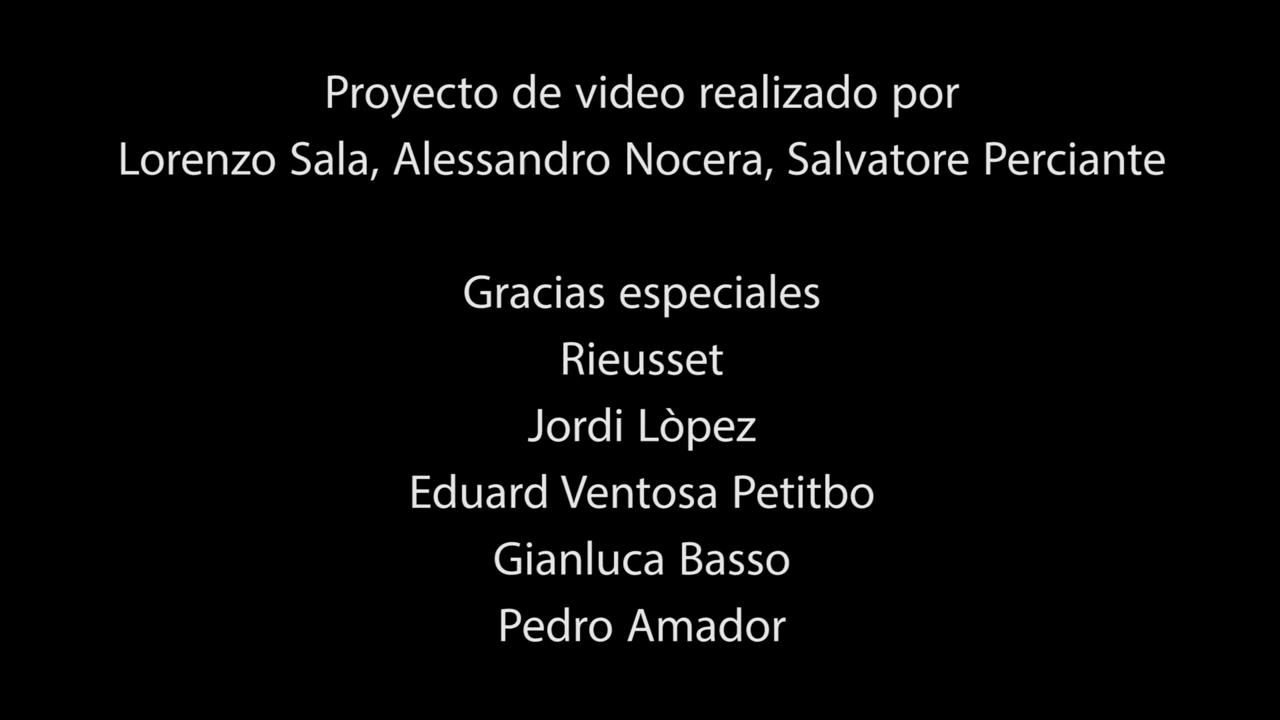 Proyecto de video realizado por
Lorenzo Sala, Alessandro Nocera, Salvatore Perciante
Gracias especiales
Rieusset
Jordi Lòpez
Eduard Ventosa Petitbo
Gianluca Basso
Pedro Amador